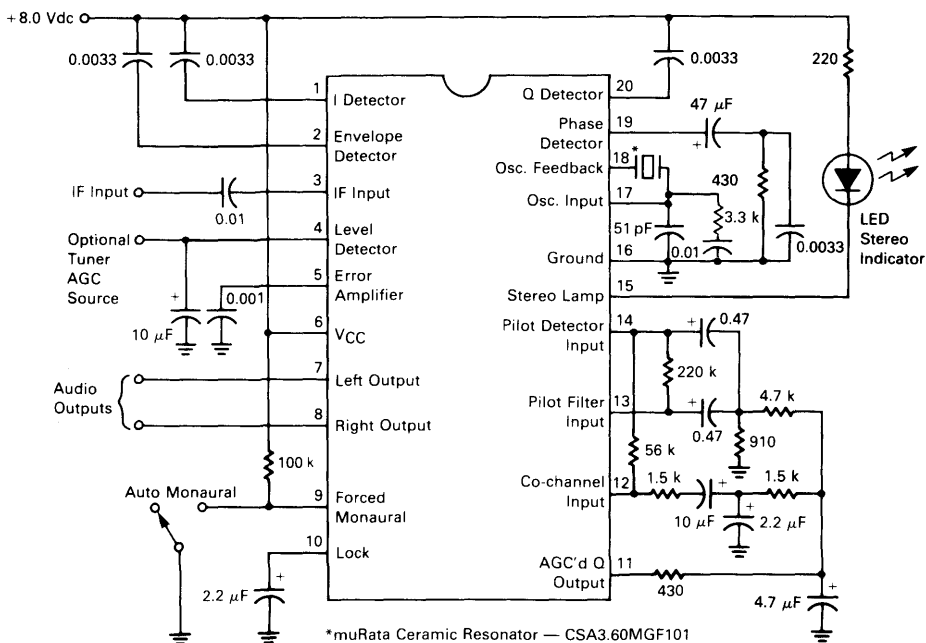 +8.0 Vdc
0.0033
0.0033
0.0033
220
1
I Detector
Q Detector
20
47 µF
+
2
Envelope
Detector
Phase
Detector
19
*
Osc. Feedback
18
430
IF Input
0.01
3
IF Input
Osc. Input
17
3.3 k
LED
Stereo
Indicator
Optional
Tuner
AGC
Source
4
Level
Detector
51 pF
0.01
0.0033
Ground
16
+
10 µF
0.001
5
Error
Amplifier
Stereo Lamp
15
6
VCC
Pilot Detector
Input
14
+
0.47
220 k
Audio
Outputs
7
Left Output
8
Right Output
Pilot Filter
Input
13
+
0.47
4.7 k
910
100 k
56 k
Auto Monaural
9
Forced
Monaural
Co-channel
Input
12
1.5 k
+
10 µF
1.5 k
+
2.2 µF
10
Lock
+
2.2 µF
AGC'd Q
Output
11
430
+
4.7 µF
*muRata Ceramic Resonator — CSA3.60MGF101